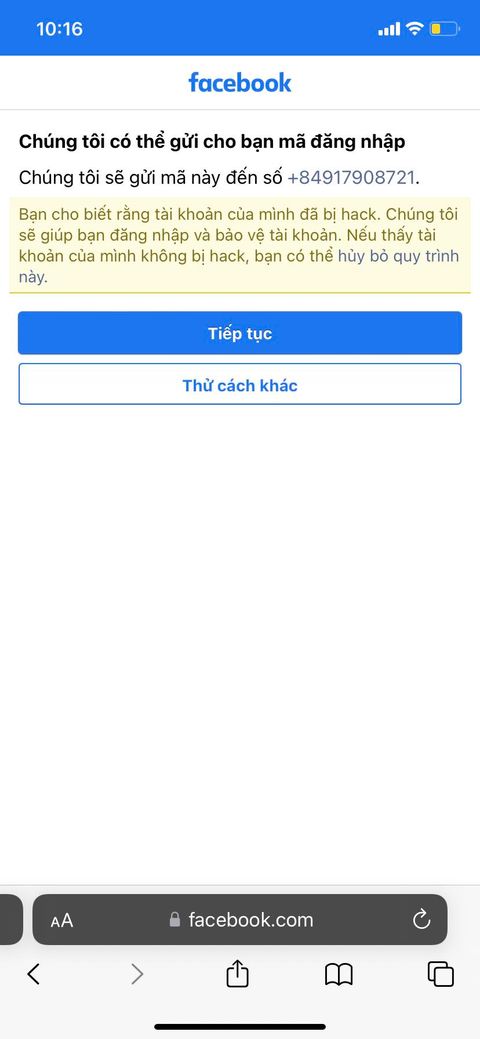 10:16
facebook
Chúng tôi có thể gửi cho bạn mã đăng nhập
Chúng tôi sẽ gửi mã này đến số +84917908721.
Bạn cho biết rằng tài khoản của mình đã bị hack. Chúng tôi
sẽ giúp bạn đăng nhập và bảo vệ tài khoản. Nếu thấy tài
khoản của mình không bị hack, bạn có thể hủy bỏ quy trình
này.
Tiếp tục
Thử cách khác
AA facebook.com